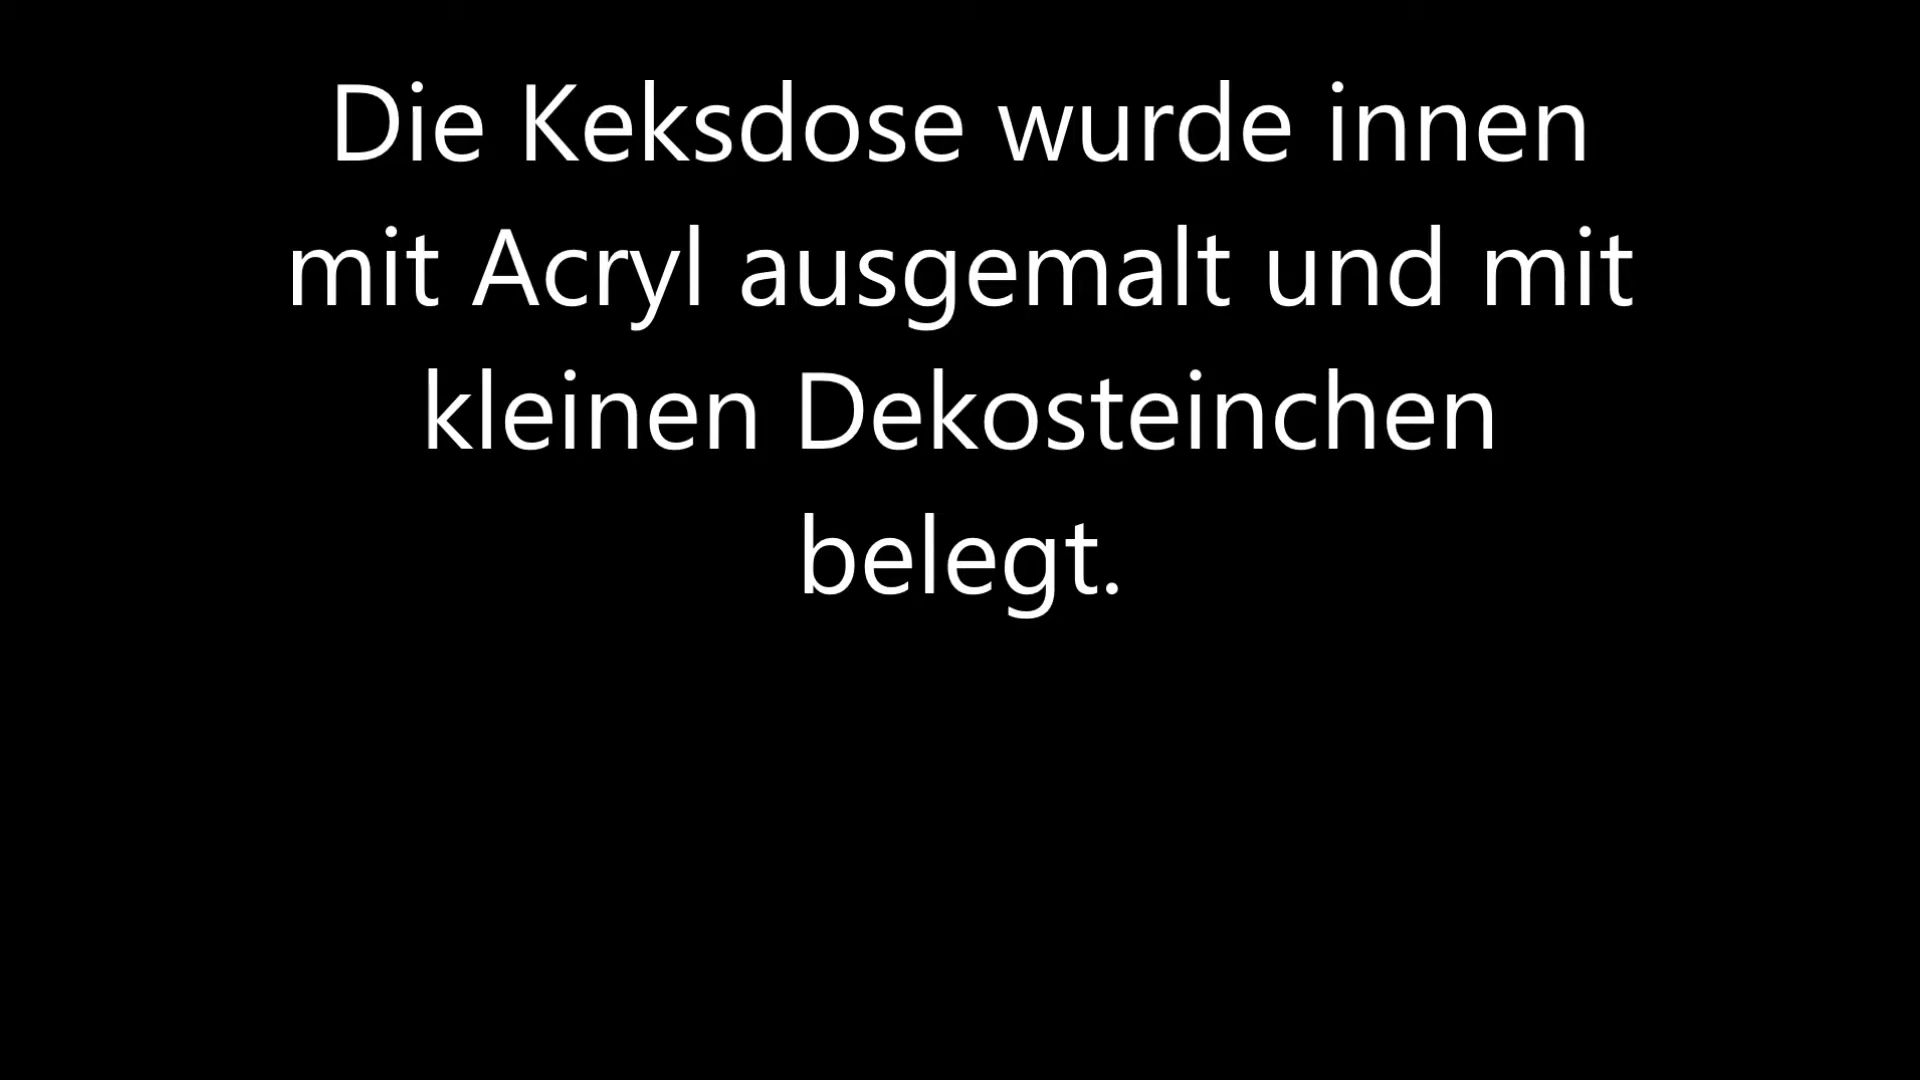 Die Keksdose wurde innen
mit Acryl ausgemalt und mit
kleinen Dekosteinchen
belegt.